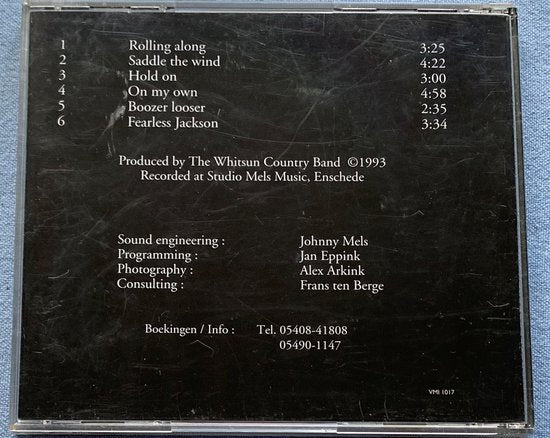 1 Rolling along 3:25
2 Saddle the wind 4:22
3 Hold on 3:00
4 On my own 4:58
5 Boozer looser 2:35
6 Fearless Jackson 3:34
Produced by The Whitsun Country Band ©1993
Recorded at Studio Mels Music, Enschede
Sound engineering : Johnny Mels
Programming : Jan Eppink
Photography : Alex Arkink
Consulting : Frans ten Berge
Boekingen / Info : Tel. 05408-41808
05490-1147
VMI 1017